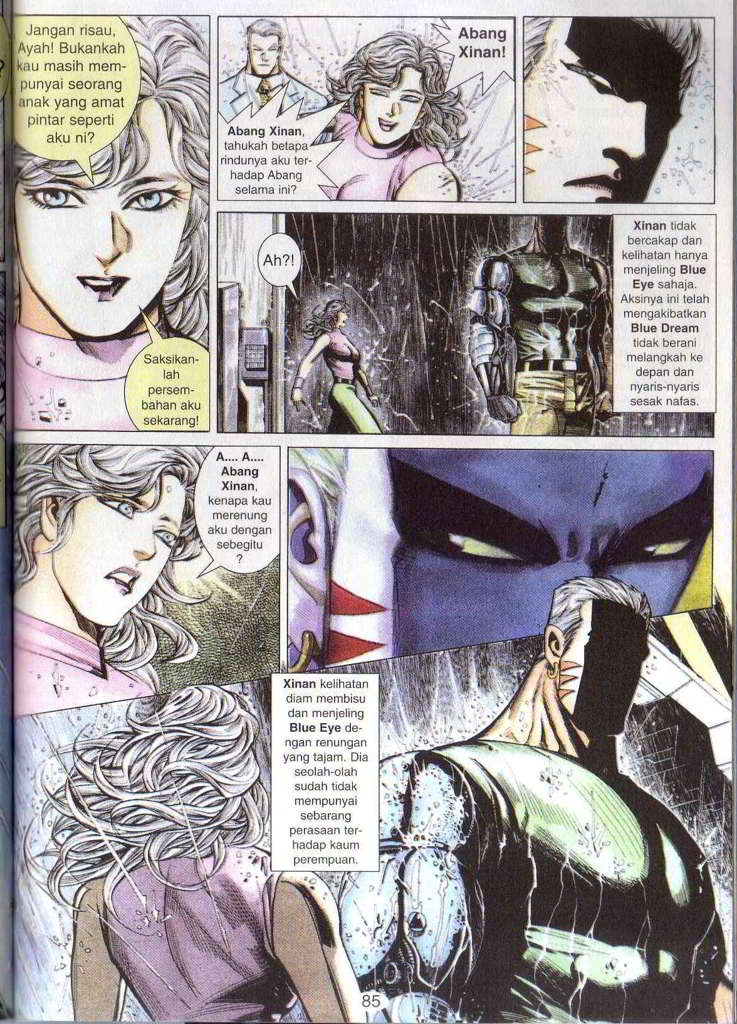 Jangan risau,
Ayah! Bukankah
kau masih mem-
punyai seorang
anak yang amat
pintar seperti
aku ni?
Saksikan-
lah
persem-
bahan aku
sekarang!
Abang
Xinan!
Abang Xinan,
tahukah betapa
rindunya aku ter-
hadap Abang
selama ini?
Ah?!
Xinan tidak
bercakap dan
kelihatan hanya
menjeling Blue
Eye sahaja.
Aksinya ini telah
mengakibatkan
Blue Dream
tidak berani
melangkah ke
depan dan
nyaris-nyaris
sesak nafas.
A.... A....
Abang
Xinan,
kenapa kau
merenung
aku dengan
sebegitu
?
Xinan kelihatan
diam membisu
dan menjeling
Blue Eye de-
ngan renungan
yang tajam. Dia
seolah-olah
sudah tidak
mempunyai
sebarang
perasaan ter-
hadap kaum
perempuan.
85